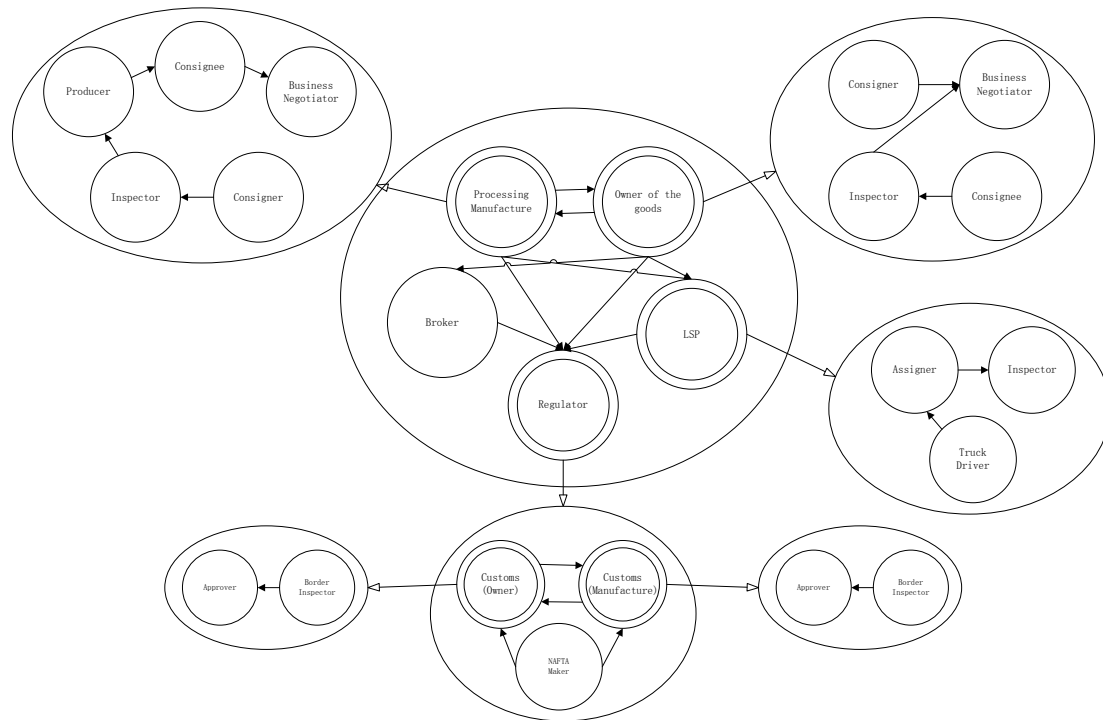 Producer
Consignee
Business
Negotiator
Inspector
Consigner
Consigner
Business
Negotiator
Inspector
Consignee
Processing
Manufacture
Owner of the
goods
Broker
LSP
Regulator
Assigner
Inspector
Truck
Driver
Approver
Border
Inspector
Customs
(Owner)
Customs
(Manufacture)
NAFTA
Maker
Approver
Border
Inspector